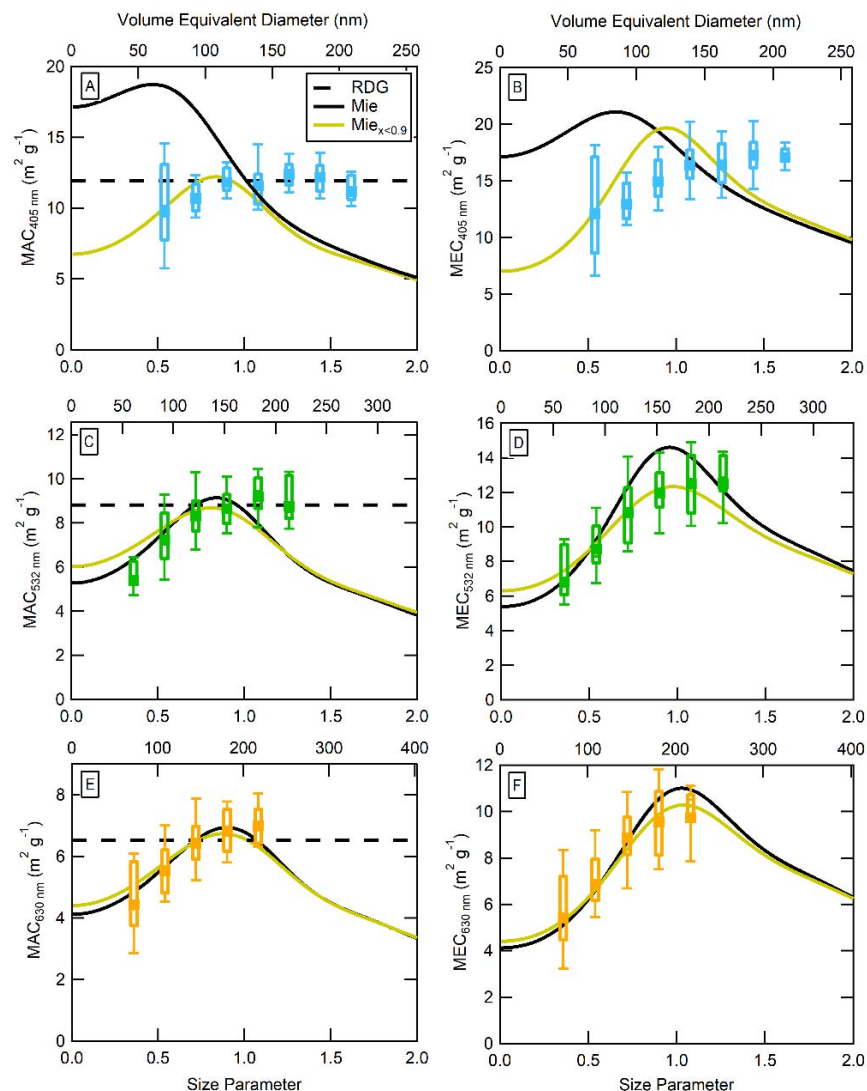 Volume Equivalent Diameter (nm)
Volume Equivalent Diameter (nm)
0 50 100 150 200 250
0 50 100 150 200 250
20
15
10
5
0
MAC405 nm (m2 g-1)
A
RDG
Mie
Miex<0.9
0.0 0.5 1.0 1.5 2.0
25
20
15
10
5
0
MEC405 nm (m2 g-1)
B
0.0 0.5 1.0 1.5 2.0
0 50 100 150 200 250 300
0 50 100 150 200 250 300
12
10
8
6
4
2
0
MAC532 nm (m2 g-1)
C
0.0 0.5 1.0 1.5 2.0
16
14
12
10
8
6
4
2
0
MEC532 nm (m2 g-1)
D
0.0 0.5 1.0 1.5 2.0
0 100 200 300 400
0 100 200 300 400
8
6
4
2
0
MAC630 nm (m2 g-1)
E
0.0 0.5 1.0 1.5 2.0
Size Parameter
12
10
8
6
4
2
0
MEC630 nm (m2 g-1)
F
0.0 0.5 1.0 1.5 2.0
Size Parameter